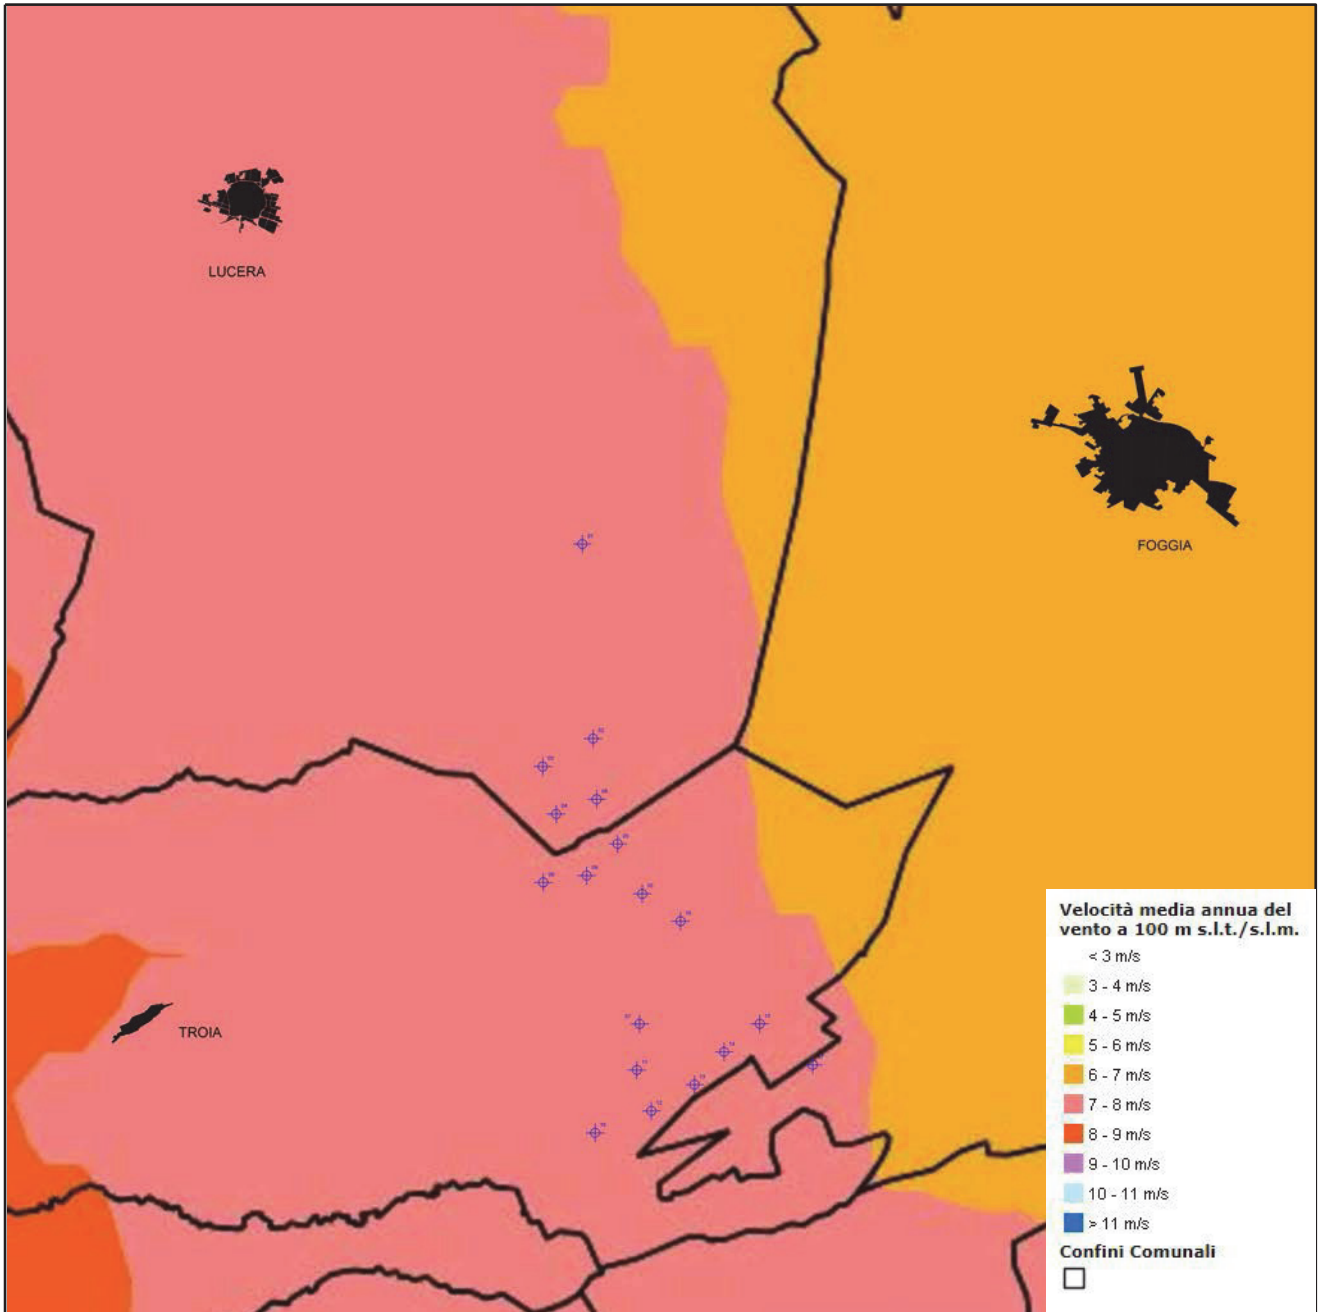 LUCERA
FOGGIA
TROIA
Velocità media annua del
vento a 100 m s.l.t./s.l.m.
< 3 m/s
3 - 4 m/s
4 - 5 m/s
5 - 6 m/s
6 - 7 m/s
7 - 8 m/s
8 - 9 m/s
9 - 10 m/s
10 - 11 m/s
> 11 m/s
Confini Comunali